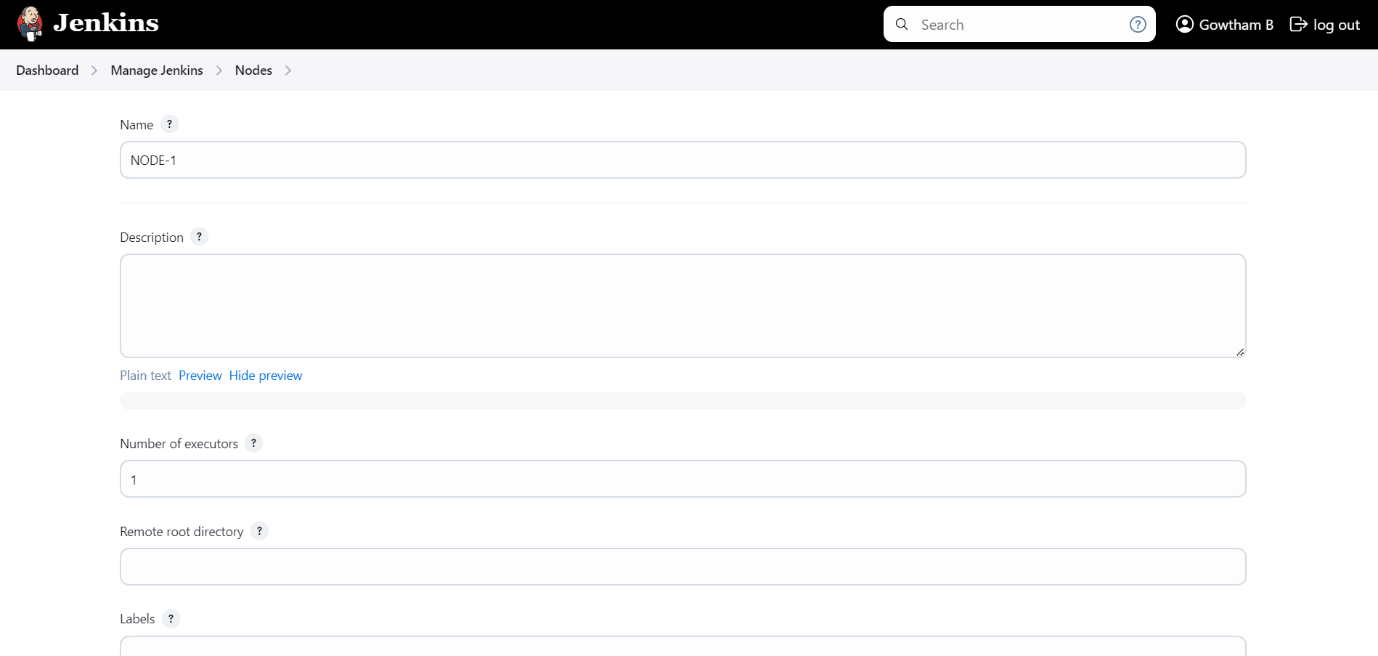 Jenkins
Search
?
Gowtham B
log out
Dashboard
Manage Jenkins
Nodes
Name ?
NODE-1
Description ?
Plain text Preview Hide preview
Number of executors ?
1
Remote root directory ?
Labels ?